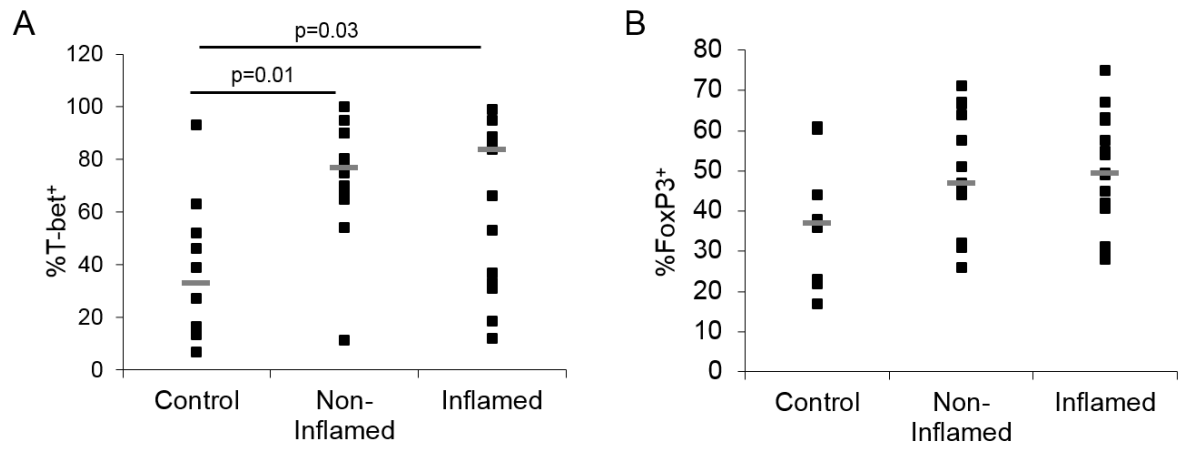 A
p=0.03
p=0.01
%T-bet⁺
120
100
80
60
40
20
0
Control
Non-
Inflamed
Inflamed
B
%FoxP3⁺
80
70
60
50
40
30
20
10
0
Control
Non-
Inflamed
Inflamed